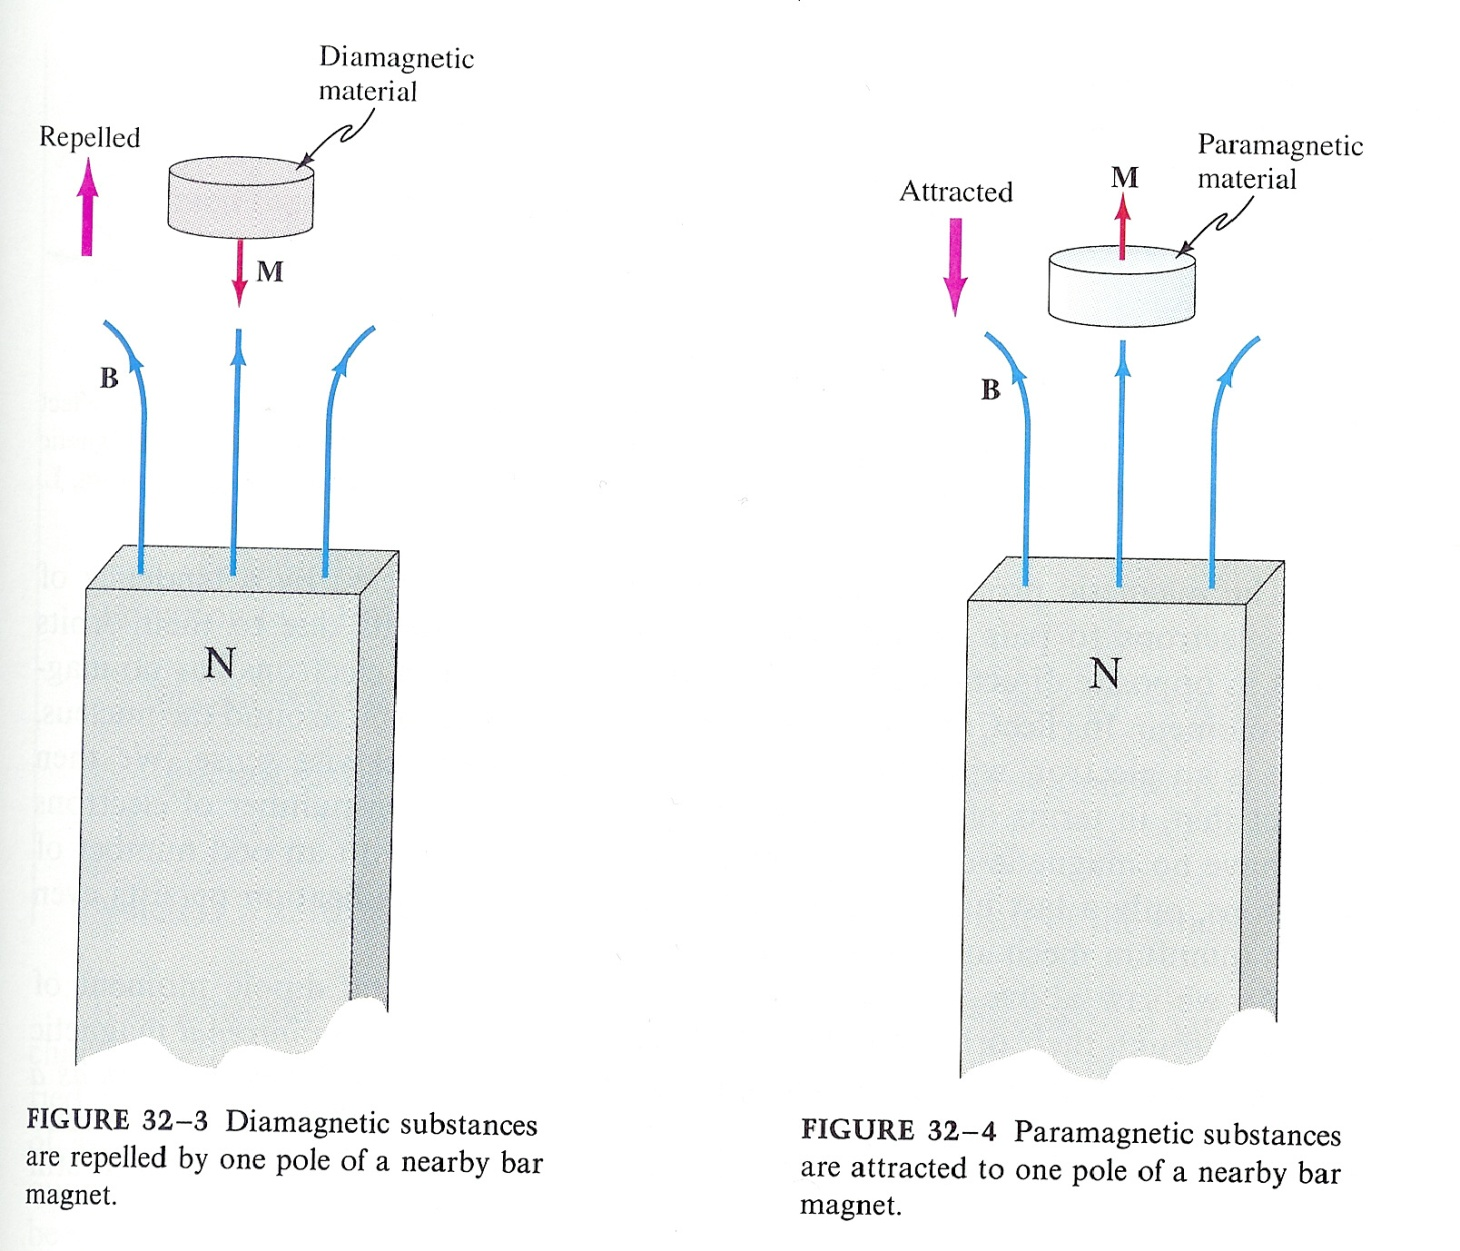 Diamagnetic
material
Repelled
M
B
N
FIGURE 32–3 Diamagnetic substances
are repelled by one pole of a nearby bar
magnet.
Paramagnetic
material
M
Attracted
B
N
FIGURE 32–4 Paramagnetic substances
are attracted to one pole of a nearby bar
magnet.